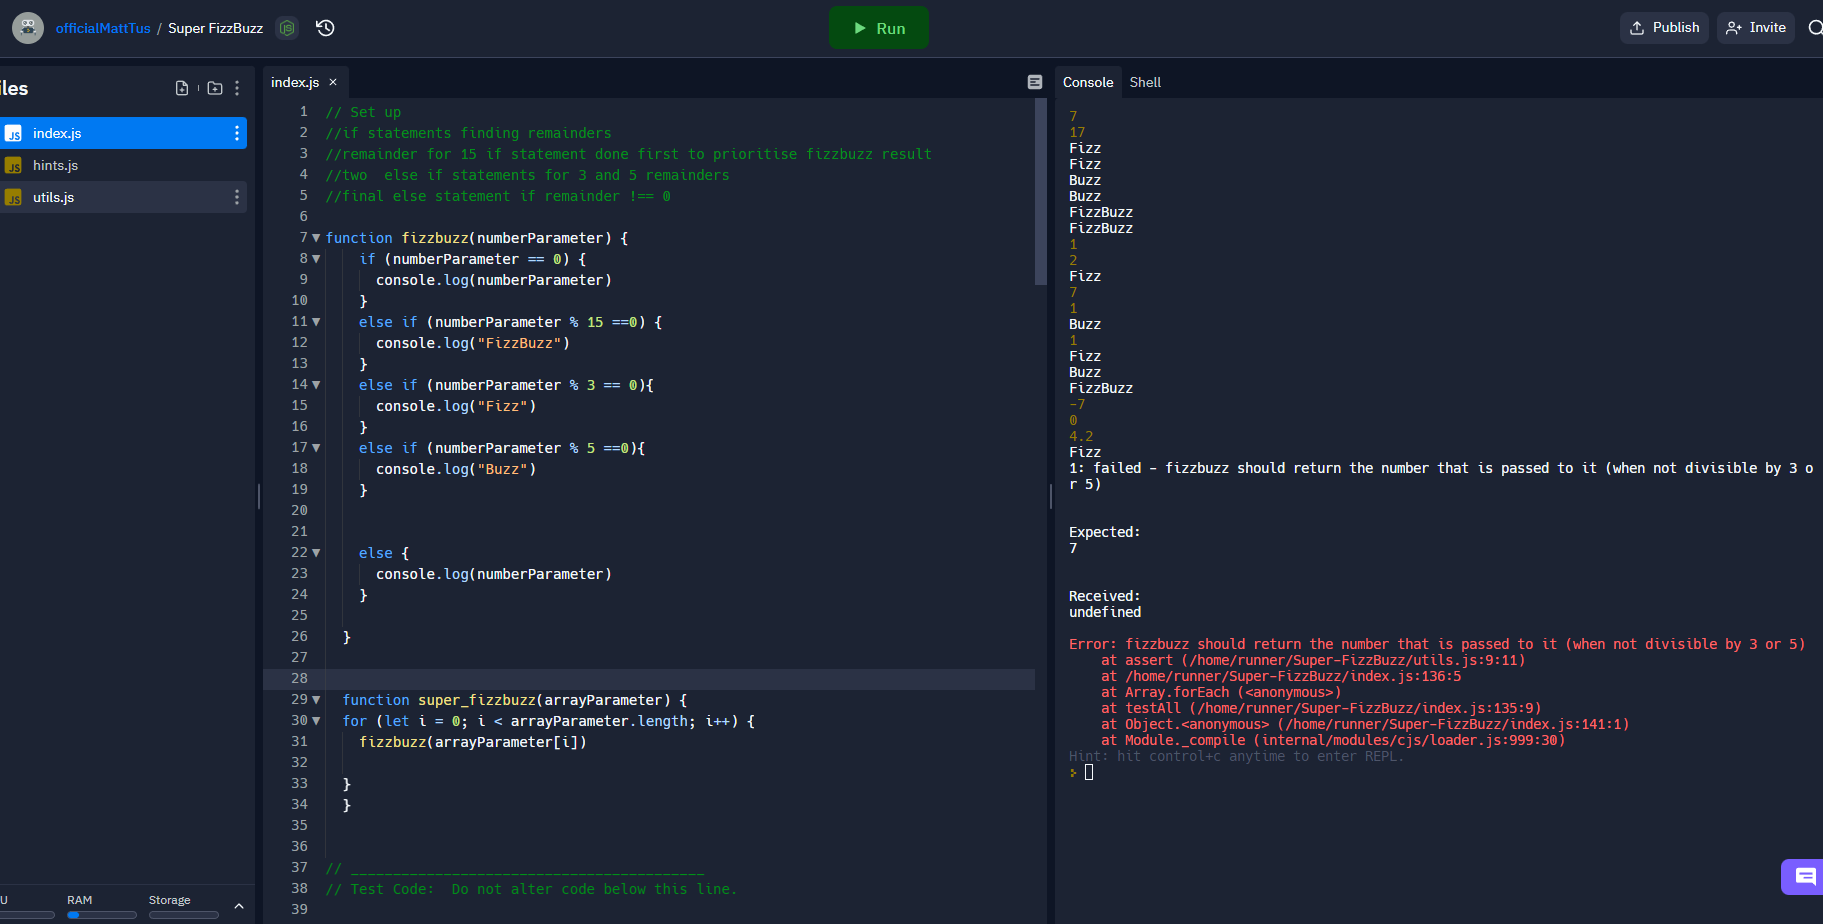 officialMattTus / Super FizzBuzz
Run
Publish
Invite
iles
index.js
hints.js
utils.js
index.js ×
1 // Set up
2 //if statements finding remainders
3 //remainder for 15 if statement done first to prioritise fizzbuzz result
4 //two  else if statements for 3 and 5 remainders
5 //final else statement if remainder !== 0
6
7 function fizzbuzz(numberParameter) {
8 if (numberParameter == 0) {
9 console.log(numberParameter)
10 }
11 else if (numberParameter % 15 ==0) {
12 console.log("FizzBuzz")
13 }
14 else if (numberParameter % 3 == 0){
15 console.log("Fizz")
16 }
17 else if (numberParameter % 5 ==0){
18 console.log("Buzz")
19 }
20
21
22 else {
23 console.log(numberParameter)
24 }
25
26 }
27
28
29 function super_fizzbuzz(arrayParameter) {
30 for (let i = 0; i < arrayParameter.length; i++) {
31 fizzbuzz(arrayParameter[i])
32
33 }
34 }
35
36
37 // __________________________________________
38 // Test Code:  Do not alter code below this line.
39
Console Shell
7
17
Fizz
Fizz
Buzz
Buzz
FizzBuzz
FizzBuzz
1
2
Fizz
7
1
Buzz
1
Fizz
Buzz
FizzBuzz
-7
0
4.2
Fizz
1: failed - fizzbuzz should return the number that is passed to it (when not divisible by 3 o
r 5)
Expected:
7
Received:
undefined
Error: fizzbuzz should return the number that is passed to it (when not divisible by 3 or 5)
at assert (/home/runner/Super-FizzBuzz/utils.js:9:11)
at /home/runner/Super-FizzBuzz/index.js:136:5
at Array.forEach (<anonymous>)
at testAll (/home/runner/Super-FizzBuzz/index.js:135:9)
at Object.<anonymous> (/home/runner/Super-FizzBuzz/index.js:141:1)
at Module._compile (internal/modules/cjs/loader.js:999:30)
Hint: hit control+c anytime to enter REPL.
U RAM Storage